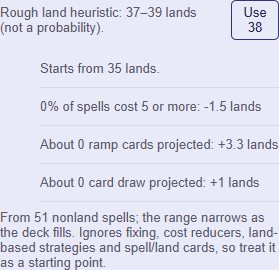 Rough land heuristic: 37–39 lands
(not a probability).
Use
38
Starts from 35 lands.
0% of spells cost 5 or more: -1.5 lands
About 0 ramp cards projected: +3.3 lands
About 0 card draw projected: +1 lands
From 51 nonland spells; the range narrows as
the deck fills. Ignores fixing, cost reducers, land-
based strategies and spell/land cards, so treat it
as a starting point.